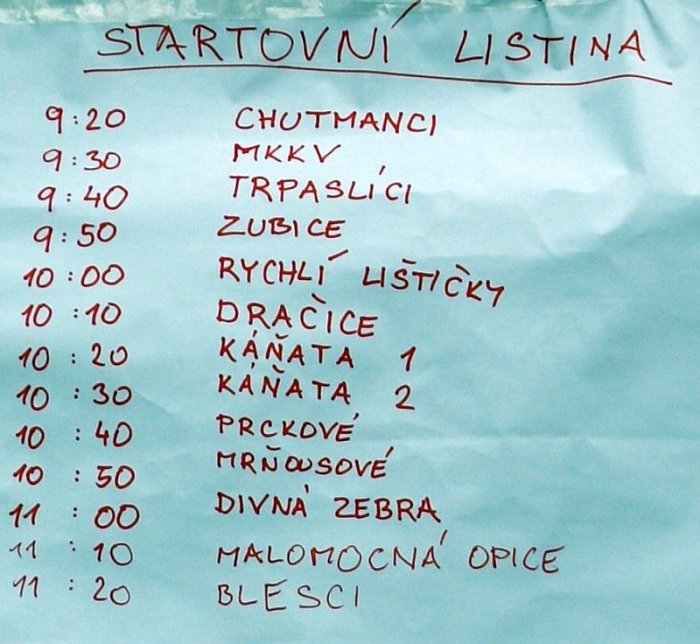 STARTOVNÍ LISTINA
9:20 CHUTMANCI
9:30 MKKV
9:40 TRPASLÍCI
9:50 ZUBICE
10:00 RYCHLÍ LIŠTIČKY
10:10 DRAČICE
10:20 KÁŇATA 1
10:30 KÁŇATA 2
10:40 PRCKOVÉ
10:50 MRŇOUSOVÉ
11:00 DIVNÁ ZEBRA
11:10 MALOMOCNÁ OPICE
11:20 BLESCI